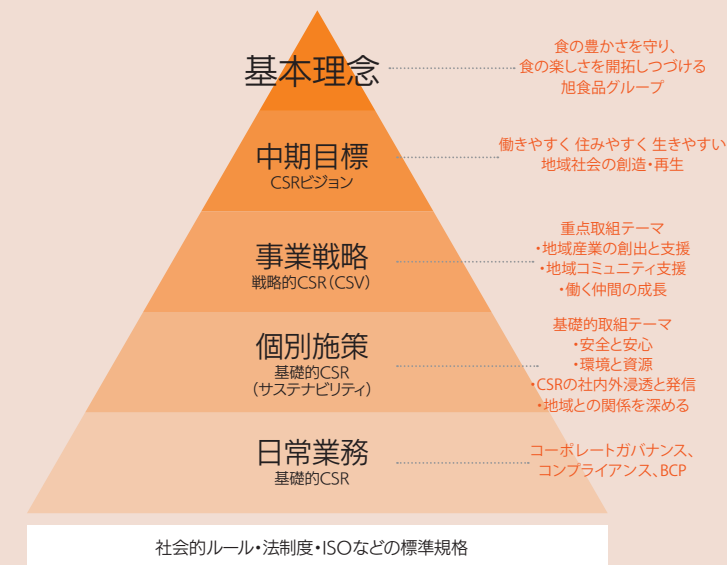 基本理念
食の豊かさを守り、
食の楽しさを開拓しつづける
旭食品グループ
中期目標
CSRビジョン
働きやすく 住みやすく 生きやすい
地域社会の創造・再生
事業戦略
戦略的CSR（CSV）
重点取組テーマ
・地域産業の創出と支援
・地域コミュニティ支援
・働く仲間の成長
個別施策
基礎的CSR
（サステナビリティ）
基礎的取組テーマ
・安全と安心
・環境と資源
・CSRの社内外浸透と発信
・地域との関係を深める
日常業務
基礎的CSR
コーポレートガバナンス、
コンプライアンス、BCP
社会的ルール・法制度・ISOなどの標準規格